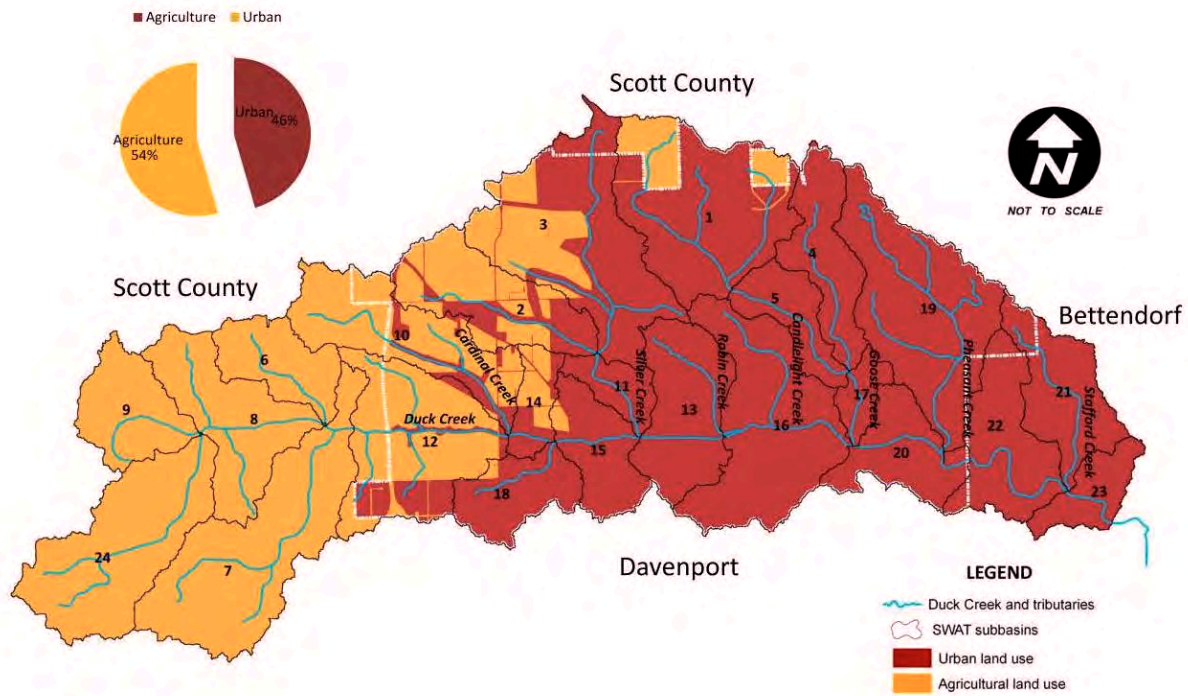 Agriculture Urban
Urban
46%
Agriculture
54%
Scott County
N
NOT TO SCALE
Scott County
Bettendorf
Davenport
1
3
4
5
2
19
10
Cardinal Creek
6
11
Silver Creek
Robin Creek
13
Candlelight Creek
17
Goose Creek
Pleasant Creek
21
Stafford Creek
9
8
Duck Creek
12
14
15
16
20
22
23
18
24
7
LEGEND
Duck Creek and tributaries
SWAT subbasins
Urban land use
Agricultural land use